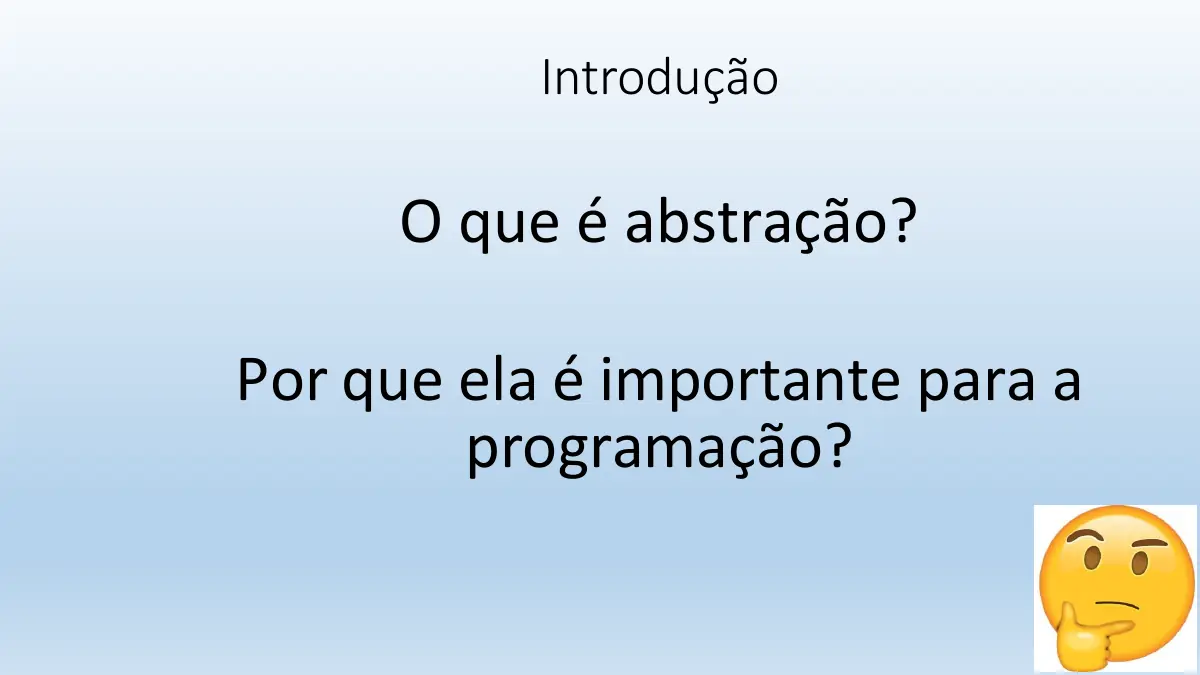 Introdução
O que é abstração?
Por que ela é importante para a
programação?